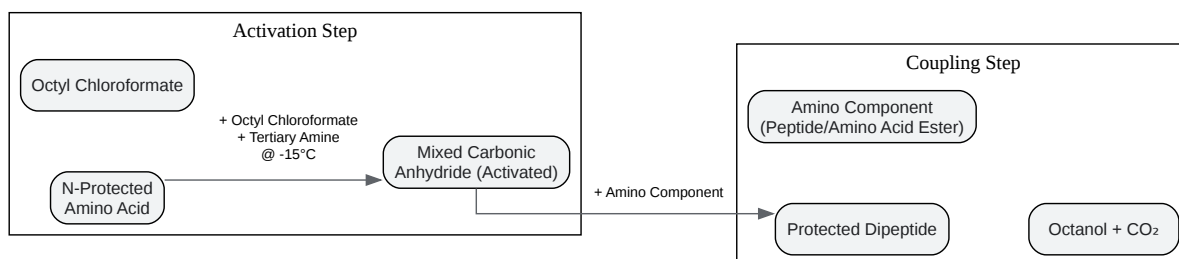 Activation Step
Octyl Chloroformate
+ Octyl Chloroformate
+ Tertiary Amine
@ -15°C
N-Protected
Amino Acid
Mixed Carbonic
Anhydride (Activated)
+ Amino Component
Coupling Step
Amino Component
(Peptide/Amino Acid Ester)
Protected Dipeptide
Octanol + CO₂